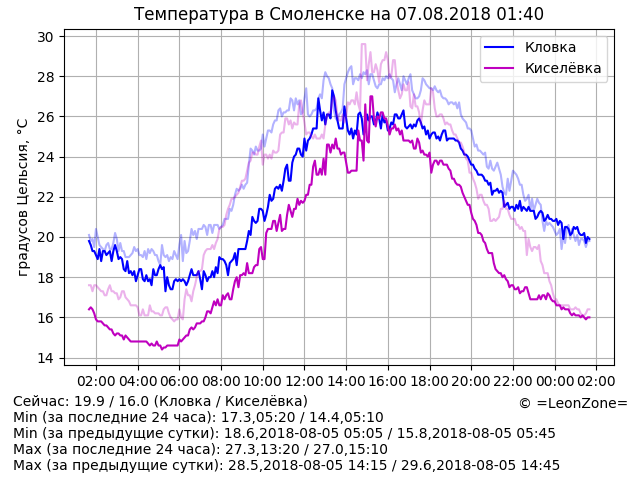 Температура в Смоленске на 07.08.2018 01:40
градусов Цельсия, °C
30
28
26
24
22
20
18
16
14
Кловка
Киселёвка
02:00 04:00 06:00 08:00 10:00 12:00 14:00 16:00 18:00 20:00 22:00 00:00 02:00
Сейчас: 19.9 / 16.0 (Кловка / Киселёвка)
© =LeonZone=
Min (за последние 24 часа): 17.3,05:20 / 14.4,05:10
Min (за предыдущие сутки): 18.6,2018-08-05 05:05 / 15.8,2018-08-05 05:45
Max (за последние 24 часа): 27.3,13:20 / 27.0,15:10
Max (за предыдущие сутки): 28.5,2018-08-05 14:15 / 29.6,2018-08-05 14:45